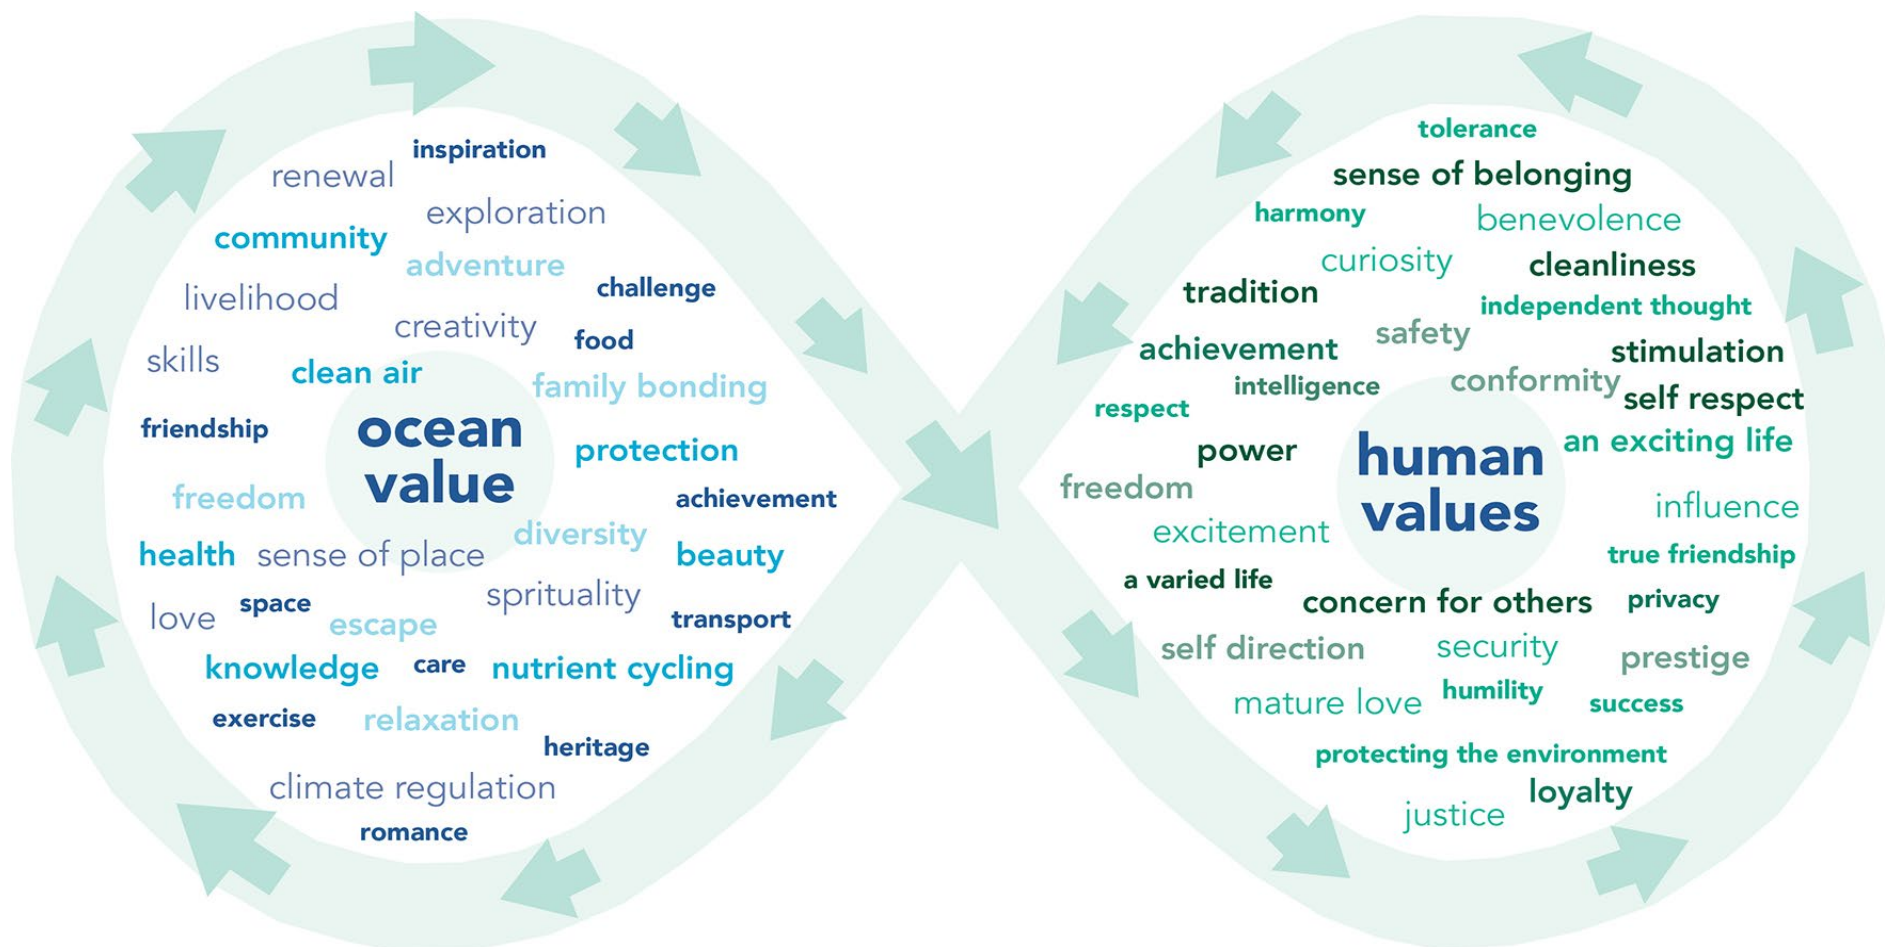 inspiration
renewal
exploration
community
adventure
challenge
livelihood
creativity
food
skills
clean air
family bonding
ocean
value
friendship
protection
freedom
achievement
diversity
health
sense of place
beauty
sprituality
love
space
escape
transport
knowledge
care
nutrient cycling
exercise
relaxation
heritage
climate regulation
romance
tolerance
sense of belonging
harmony
benevolence
curiosity
cleanliness
tradition
independent thought
safety
achievement
stimulation
intelligence
conformity
self respect
respect
an exciting life
power
human
values
freedom
influence
excitement
true friendship
a varied life
concern for others
privacy
self direction
security
prestige
mature love
humility
success
protecting the environment
loyalty
justice